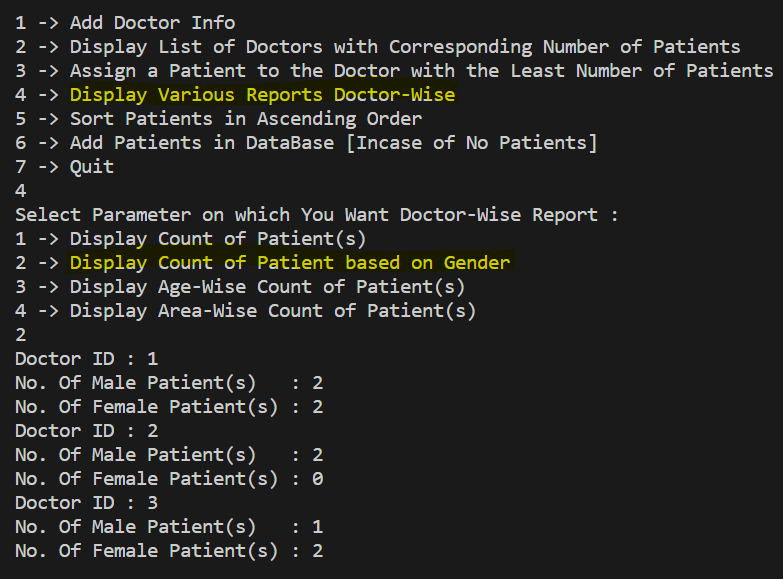 1 -> Add Doctor Info
2 -> Display List of Doctors with Corresponding Number of Patients
3 -> Assign a Patient to the Doctor with the Least Number of Patients
4 -> Display Various Reports Doctor-Wise
5 -> Sort Patients in Ascending Order
6 -> Add Patients in DataBase [Incase of No Patients]
7 -> Quit
4
Select Parameter on which You Want Doctor-Wise Report :
1 -> Display Count of Patient(s)
2 -> Display Count of Patient based on Gender
3 -> Display Age-Wise Count of Patient(s)
4 -> Display Area-Wise Count of Patient(s)
2
Doctor ID : 1
No. Of Male Patient(s)   : 2
No. Of Female Patient(s) : 2
Doctor ID : 2
No. Of Male Patient(s)   : 2
No. Of Female Patient(s) : 0
Doctor ID : 3
No. Of Male Patient(s)   : 1
No. Of Female Patient(s) : 2